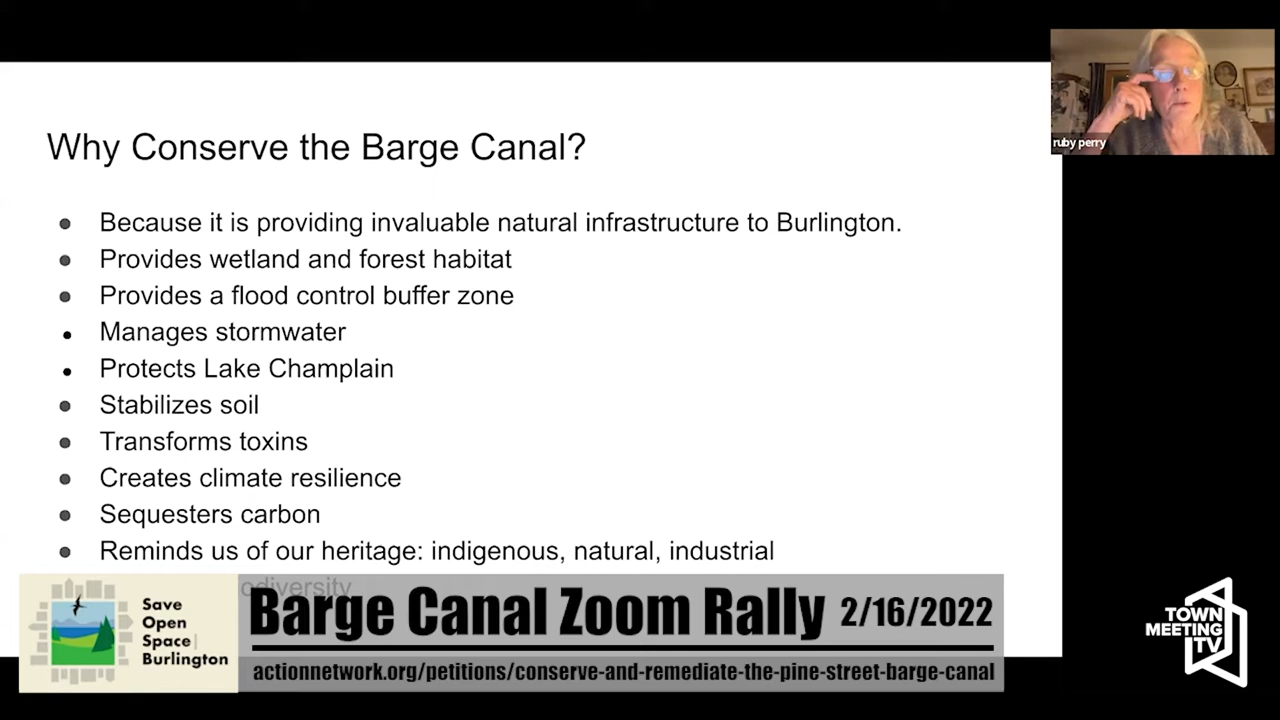 Why Conserve the Barge Canal?
ruby perry
● Because it is providing invaluable natural infrastructure to Burlington.
● Provides wetland and forest habitat
● Provides a flood control buffer zone
● Manages stormwater
● Protects Lake Champlain
● Stabilizes soil
● Transforms toxins
● Creates climate resilience
● Sequesters carbon
● Reminds us of our heritage: indigenous, natural, industrial
Save
Open
Space|
Burlington
Barge Canal Zoom Rally 2/16/2022
actionnetwork.org/petitions/conserve-and-remediate-the-pine-street-barge-canal
TOWN
MEETING
TV